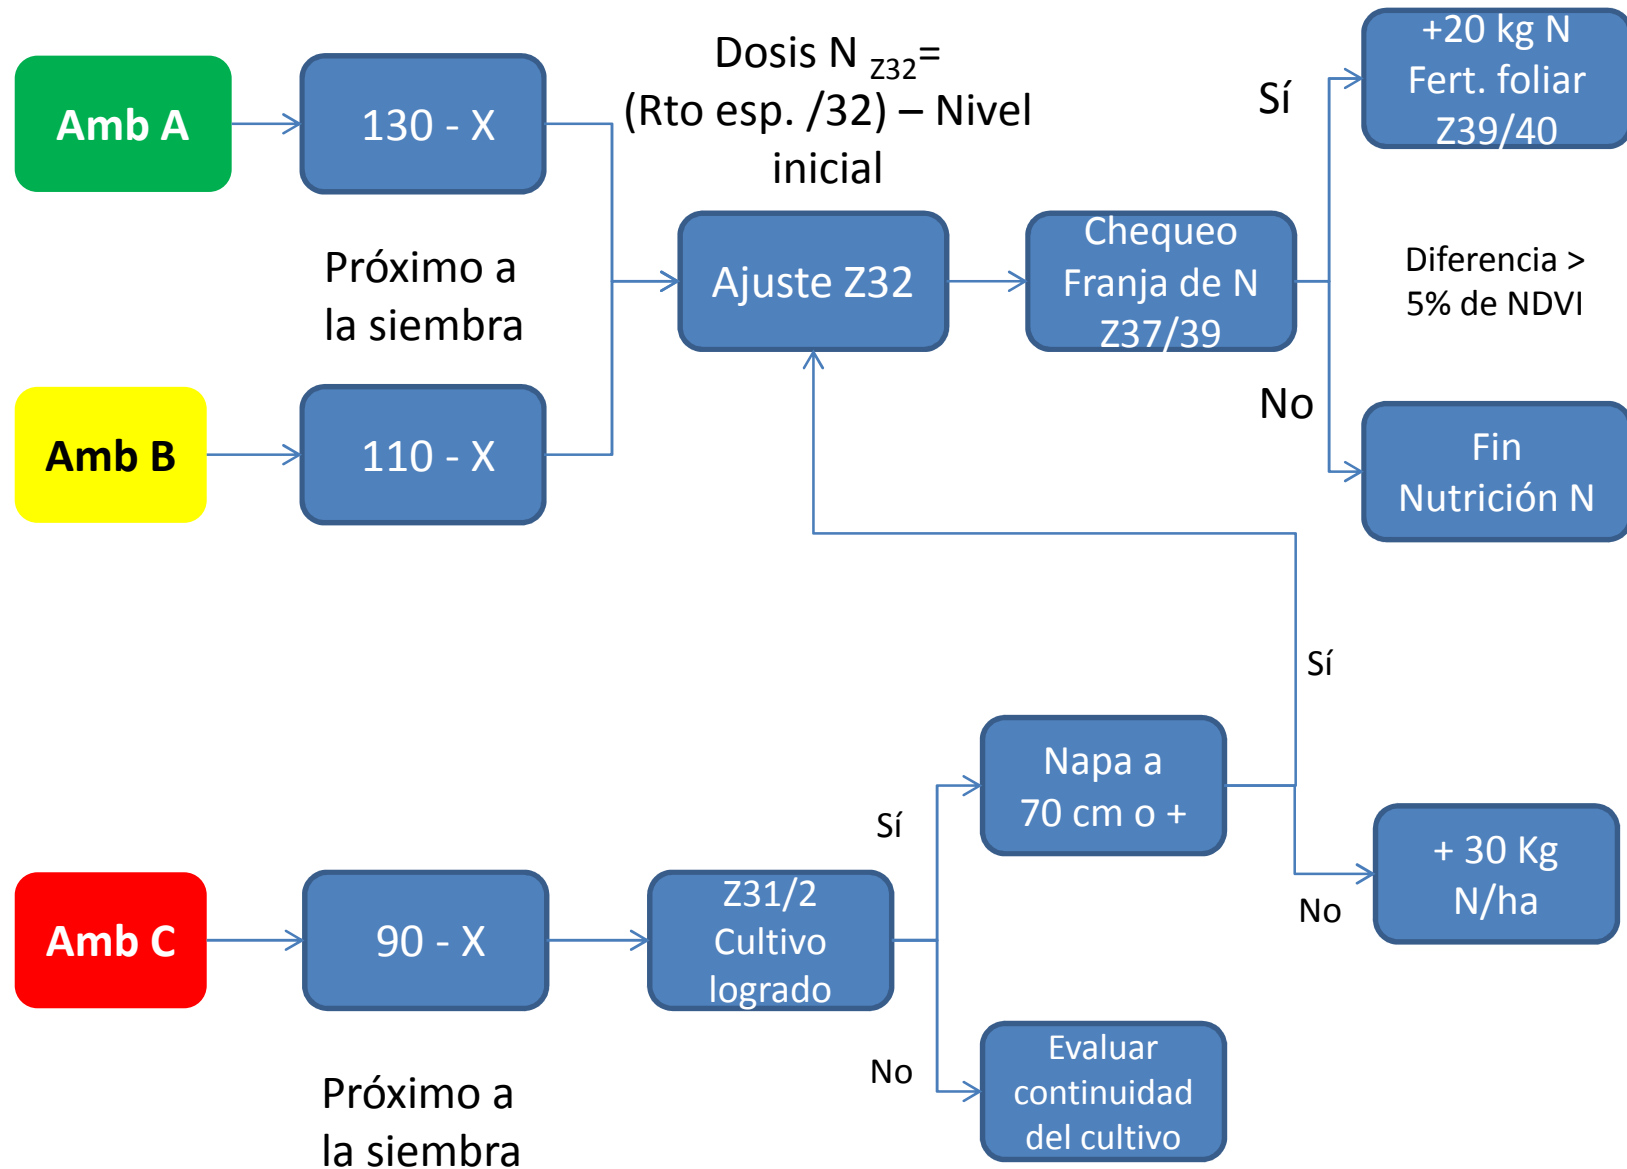 Amb A
130 - X
Dosis N Z32=
(Rto esp. /32) – Nivel
inicial
Sí
+20 kg N
Fert. foliar
Z39/40
Próximo a
la siembra
Ajuste Z32
Chequeo
Franja de N
Z37/39
Diferencia >
5% de NDVI
Amb B
110 - X
No
Fin
Nutrición N
Sí
Napa a
70 cm o +
Sí
+ 30 Kg
N/ha
No
Amb C
90 - X
Z31/2
Cultivo
logrado
No
Evaluar
continuidad
del cultivo
Próximo a
la siembra